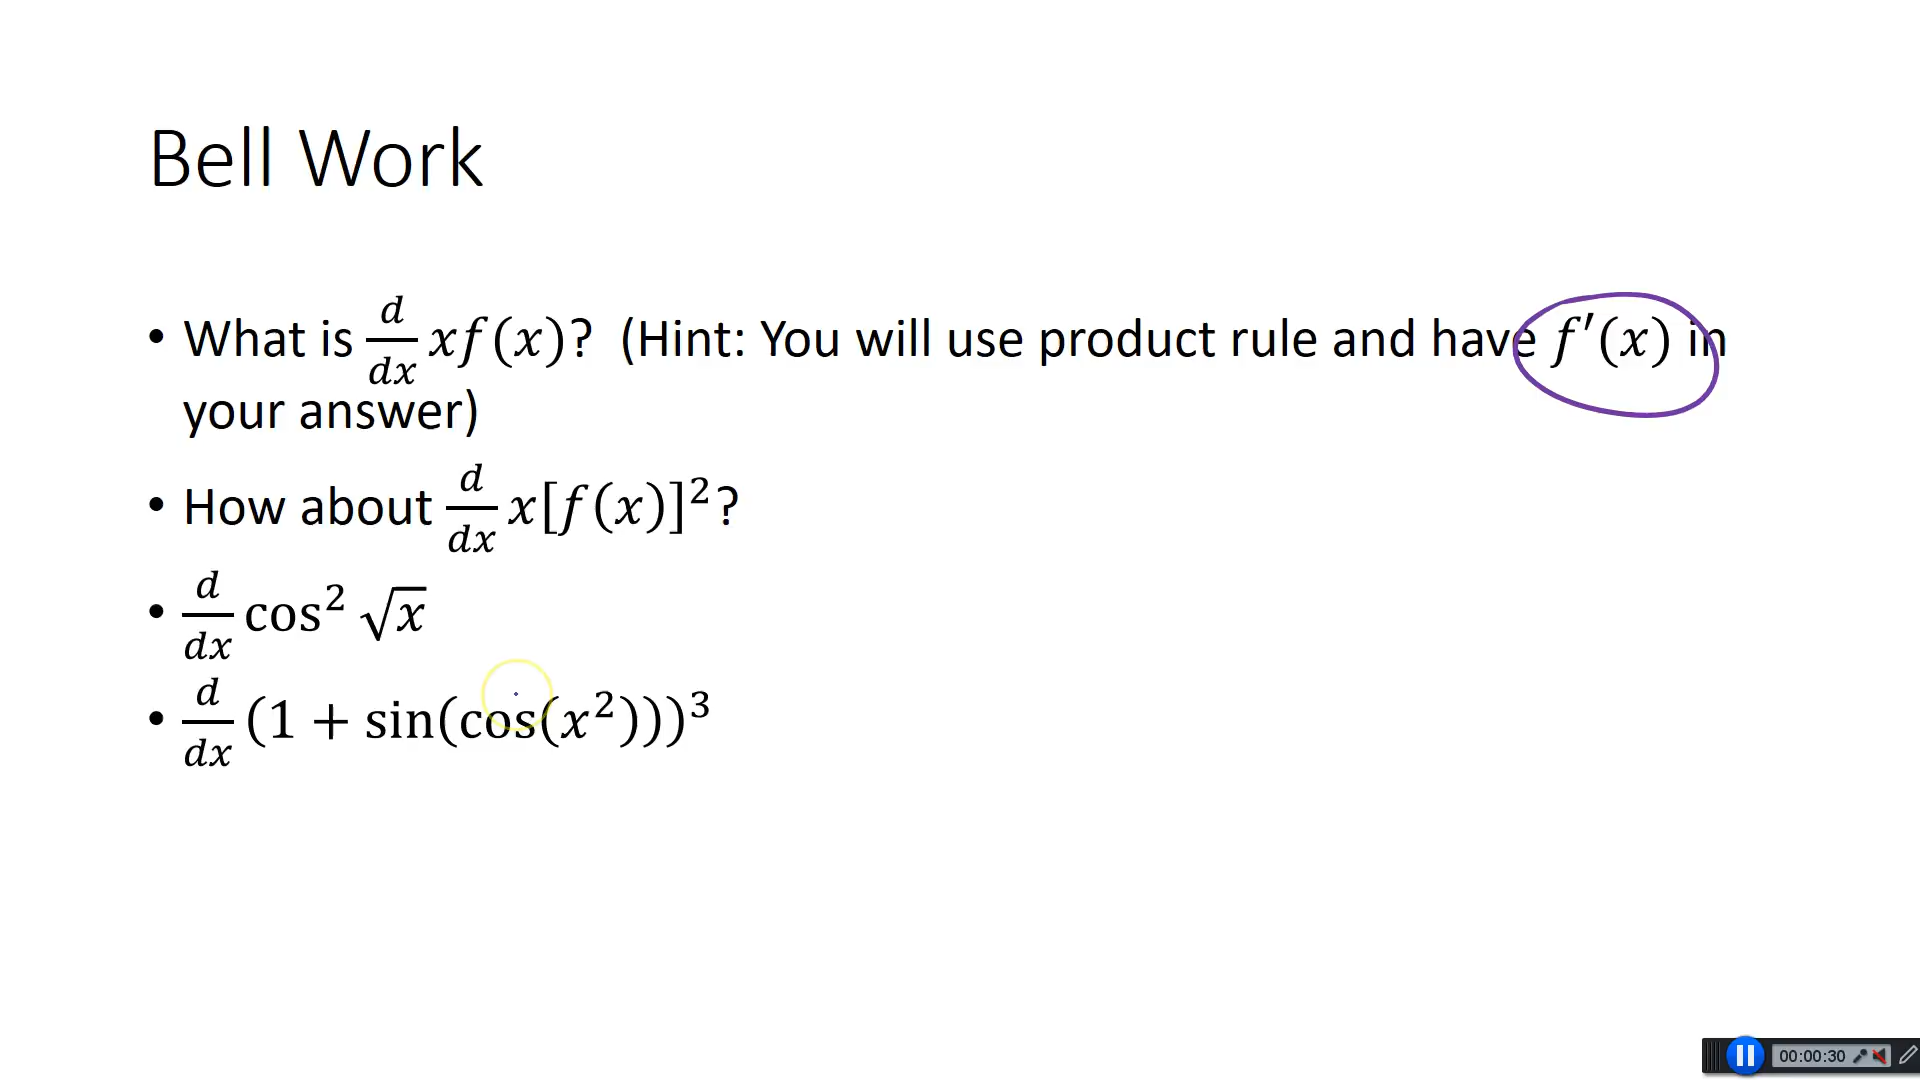 Bell Work
• What is d/dx xf(x)? (Hint: You will use product rule and have f′(x) in
your answer)
• How about d/dx x[f(x)]²?
• d/dx cos² √x
• d/dx (1 + sin(cos(x²)))³
00:00:30